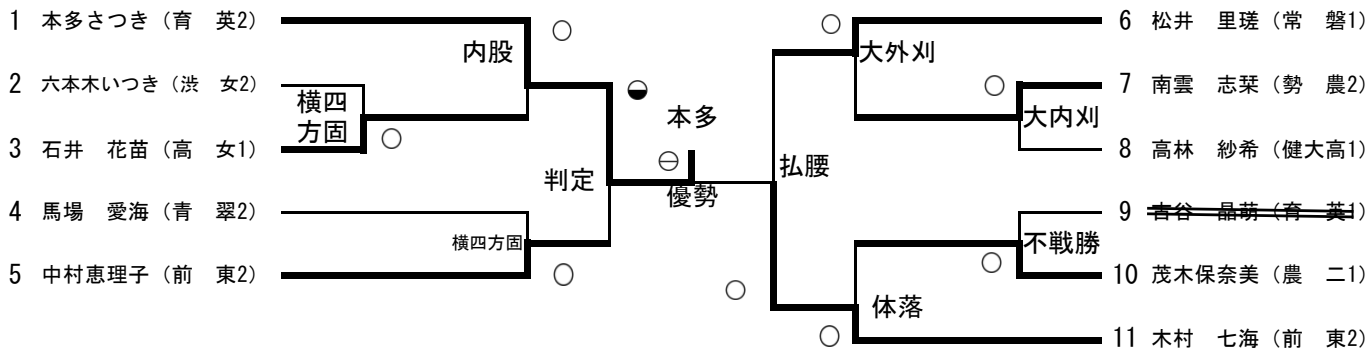 1 本多さつき（育　英2）
2 六本木いつき（渋　女2）
3 石井　花苗（高　女1）
4 馬場　愛海（青　翠2）
5 中村恵理子（前　東2）
内股
横四
方固
判定
横四方固
本多
優勢
払腰
大外刈
大内刈
不戦勝
体落
6 松井　里瑳（常　磐1）
7 南雲　志栞（勢　農2）
8 高林　紗希（健大高1）
9 吉谷　晶萌（育　英1）
10 茂木保奈美（農　二1）
11 木村　七海（前　東2）